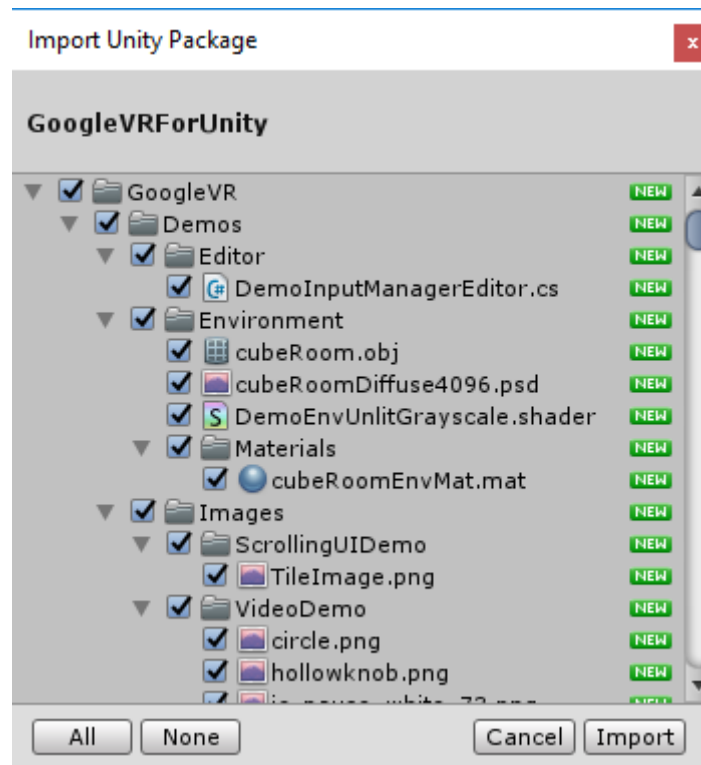 Import Unity Package x
GoogleVRForUnity
GoogleVR NEW
Demos NEW
Editor NEW
DemoInputManagerEditor.cs NEW
Environment NEW
cubeRoom.obj NEW
cubeRoomDiffuse4096.psd NEW
S DemoEnvUnlitGrayscale.shader NEW
Materials NEW
cubeRoomEnvMat.mat NEW
Images NEW
ScrollingUIDemo NEW
TileImage.png NEW
VideoDemo NEW
circle.png NEW
hollowknob.png NEW
All None Cancel Import